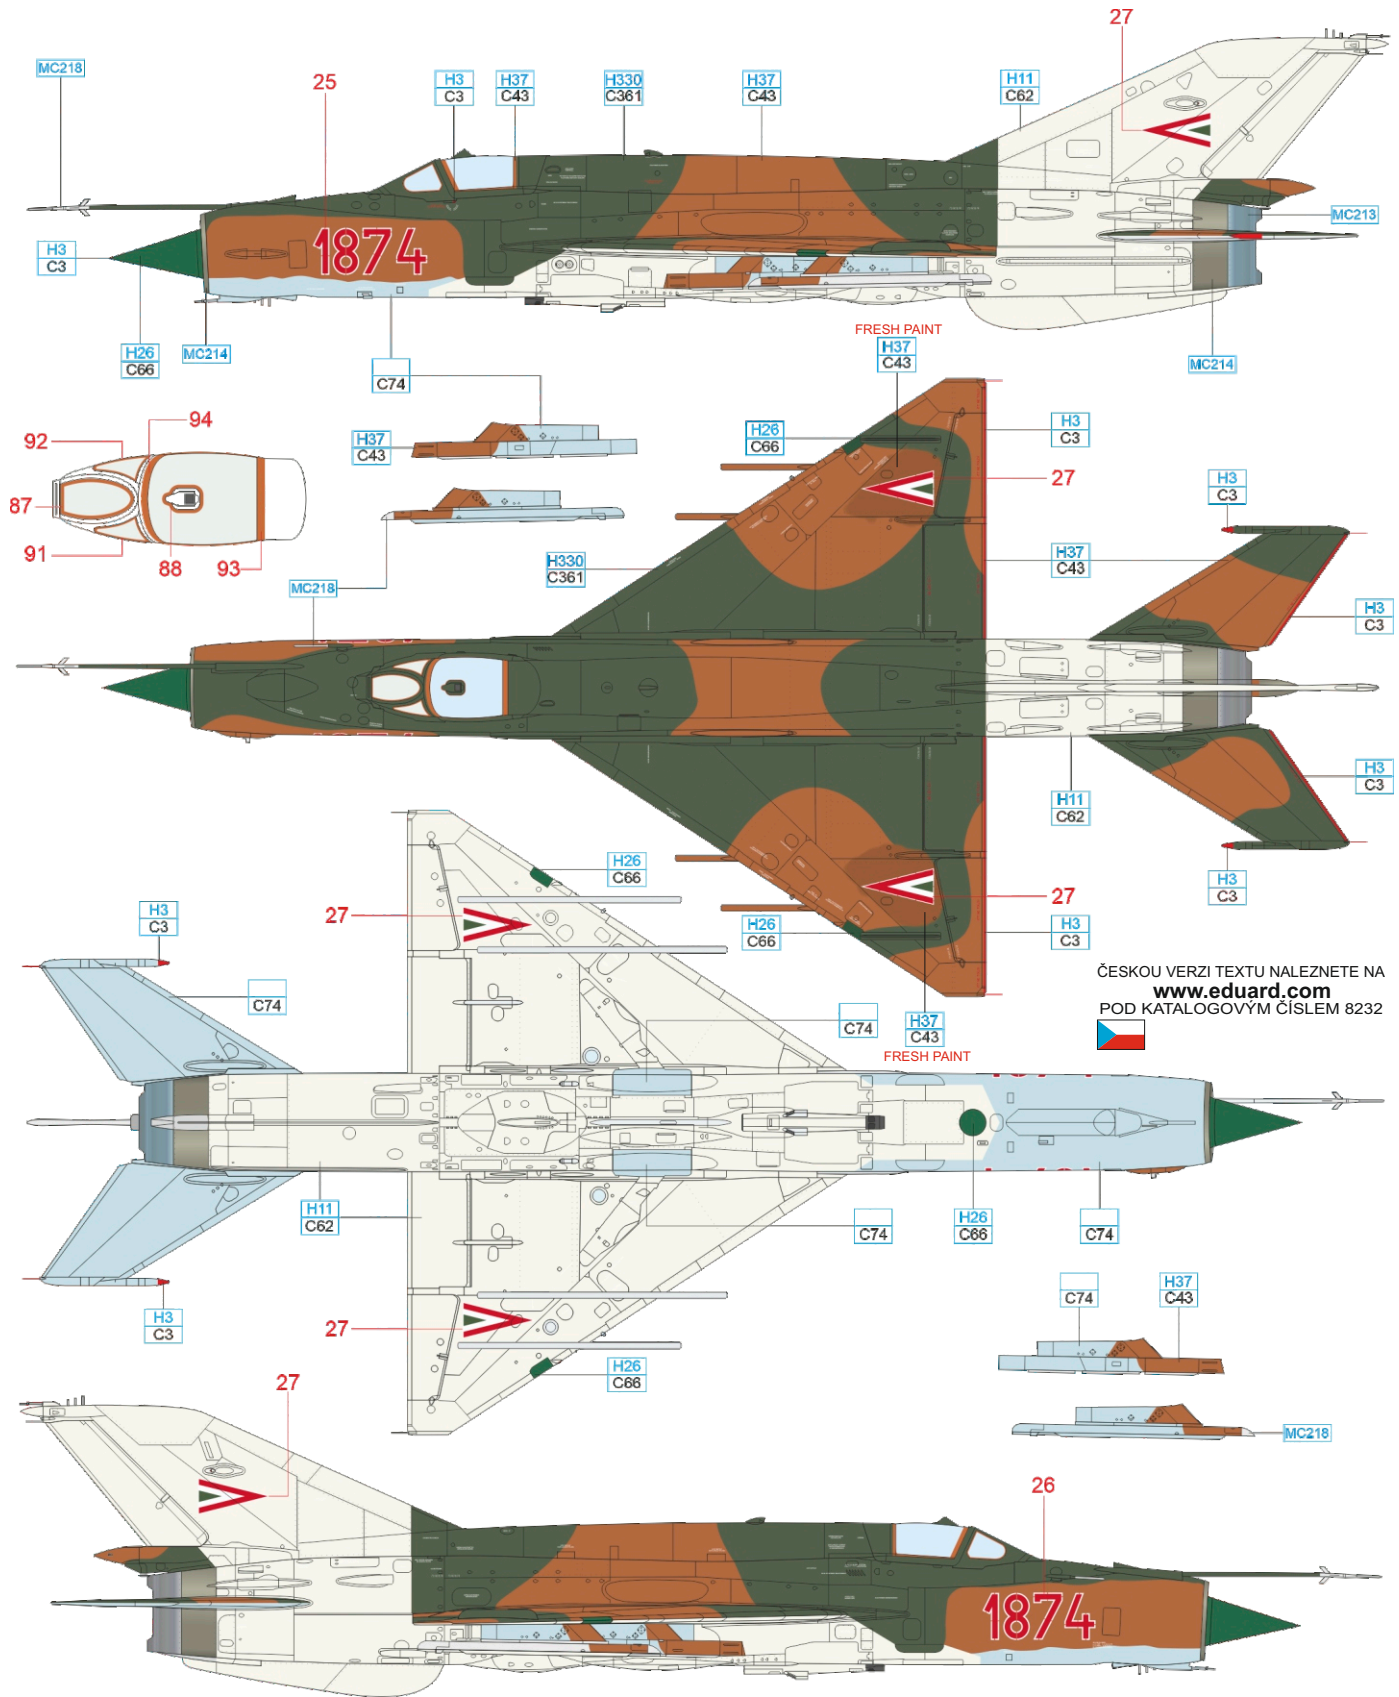 27
MC218
25
H3
C3
H37
C43
H330
C361
H37
C43
H11
C62
1874
MC213
H3
C3
H26
C66
MC214
C74
FRESH PAINT
H37
C43
MC214
94
92
87
91
88
93
H37
C43
H26
C66
H3
C3
27
H3
C3
H330
C361
H37
C43
MC218
H3
C3
H3
C3
H11
C62
H26
C66
27
H3
C3
27
H26
C66
H3
C3
H3
C3
C74
C74
H37
C43
FRESH PAINT
ČESKOU VERZI TEXTU NALEZNETE NA
www.eduard.com
POD KATALOGOVÝM ČÍSLEM 8232
H11
C62
C74
H26
C66
C74
H3
C3
27
H26
C66
C74
H37
C43
MC218
27
26
1874